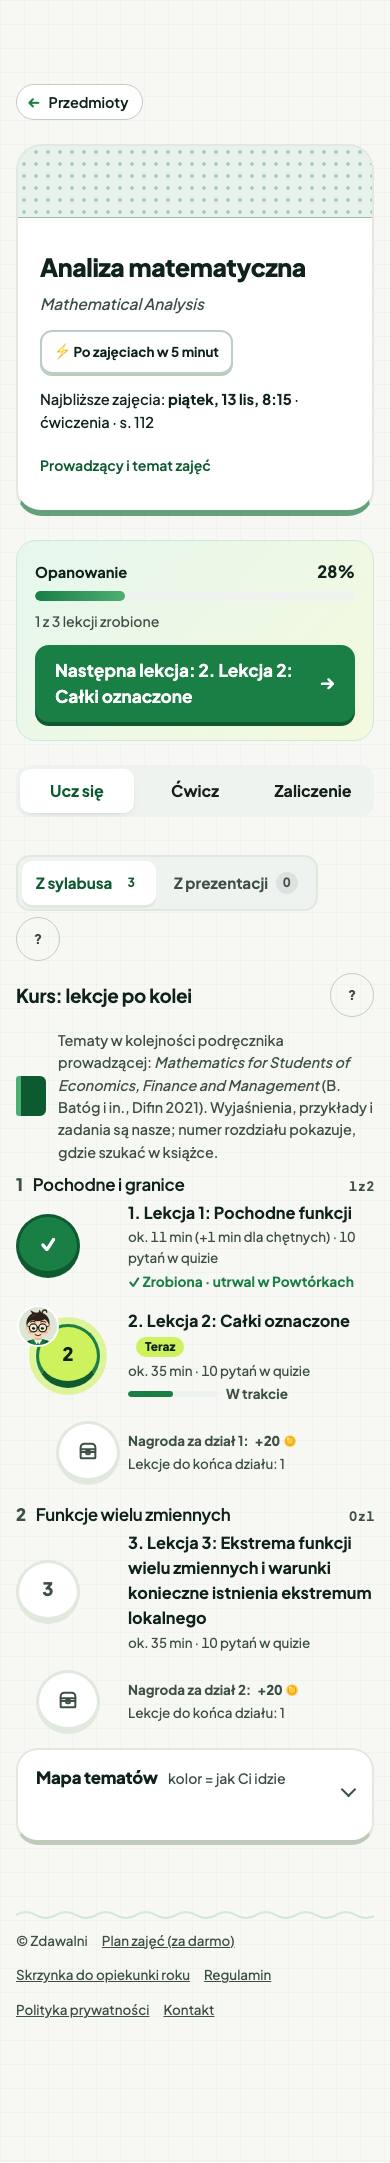 ← Przedmioty
Analiza matematyczna
Mathematical Analysis
⚡ Po zajęciach w 5 minut
Najbliższe zajęcia: piątek, 13 lis, 8:15 ·
ćwiczenia · s. 112
Prowadzący i temat zajęć
Opanowanie 28%
1 z 3 lekcji zrobione
Następna lekcja: 2. Lekcja 2: →
Całki oznaczone
Ucz się Ćwicz Zaliczenie
Z sylabusa 3 Z prezentacji 0
?
Kurs: lekcje po kolei ?
Tematy w kolejności podręcznika
prowadzącej: Mathematics for Students of
Economics, Finance and Management (B.
Batóg i in., Difin 2021). Wyjaśnienia, przykłady i
zadania są nasze; numer rozdziału pokazuje,
gdzie szukać w książce.
1 Pochodne i granice 1 z 2
1. Lekcja 1: Pochodne funkcji
ok. 11 min (+1 min dla chętnych) · 10
pytań w quizie
✓ Zrobiona · utrwal w Powtórkach
2. Lekcja 2: Całki oznaczone
2
Teraz
ok. 35 min · 10 pytań w quizie
W trakcie
Nagroda za dział 1: +20
Lekcje do końca działu: 1
2 Funkcje wielu zmiennych 0 z 1
3
3. Lekcja 3: Ekstrema funkcji
wielu zmiennych i warunki
konieczne istnienia ekstremum
lokalnego
ok. 35 min · 10 pytań w quizie
Nagroda za dział 2: +20
Lekcje do końca działu: 1
Mapa tematów kolor = jak Ci idzie
© Zdawalni Plan zajęć (za darmo)
Skrzynka do opiekunki roku Regulamin
Polityka prywatności Kontakt